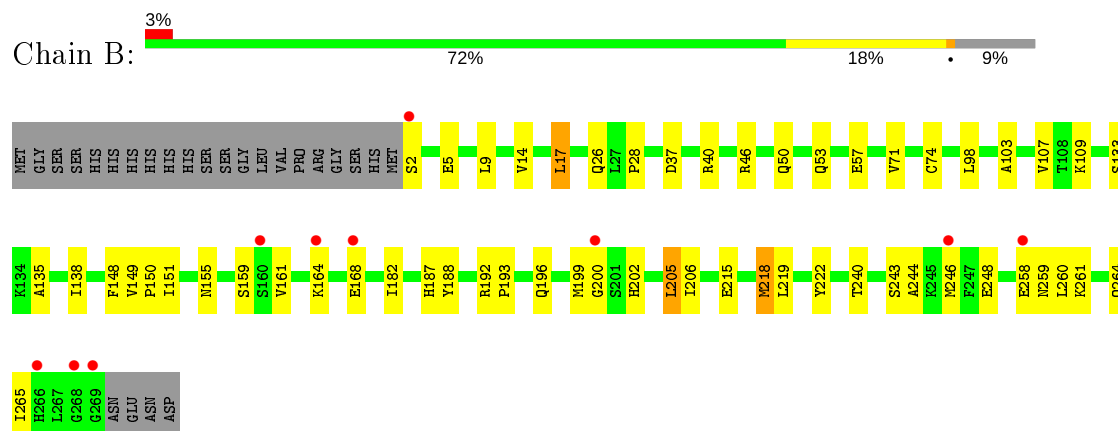 3%
Chain B:
72% 18% • 9%
MET GLY SER SER HIS HIS HIS HIS HIS HIS SER SER GLY LEU VAL PRO ARG GLY SER HIS MET S2 E5 L9 V14 L17 Q26 L27 P28 D37 R40 R46 Q50 Q53 E57 V71 C74 L98 A103 V107 T108 K109 S133
K134 A135 I138 F148 V149 P150 I151 N155 S159 S160 V161 K164 E168 I182 H187 Y188 R192 P193 Q196 M199 G200 S201 H202 L205 I206 E215 M218 L219 Y222 T240 S243 A244 K245 M246 F247 E248 E258 N259 L260 K261
I265 H266 L267 G268 G269 ASN GLU ASN ASP